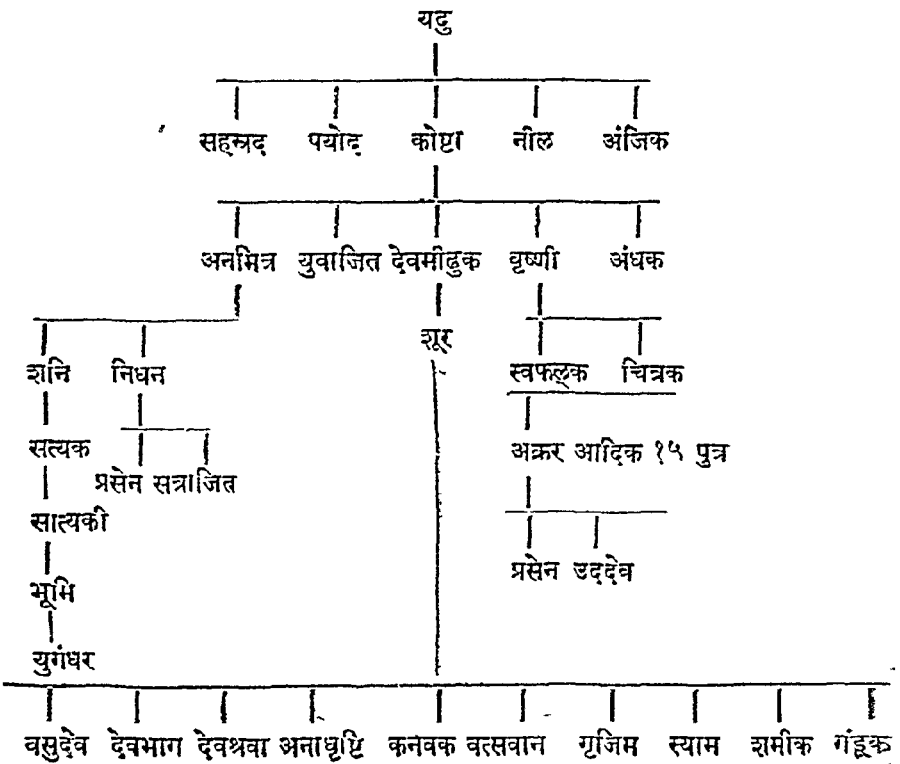 यदु
सहस्रद पयोद कोष्टा नील अंजिक
अनमित्र युवाजित देवमीढुक वृष्णी अंधक
शूर
शनि निधन स्वफल्क चित्रक
सत्यक अक्रर आदिक १५ पुत्र
प्रसेन सत्राजित
सात्यकी
प्रसेन उददेव
भूमि
युगंधर
वसुदेव देवभाग देवश्रवा अनाधृष्टि कनवक वत्सवान गृजिम स्याम शमीक गंडूक